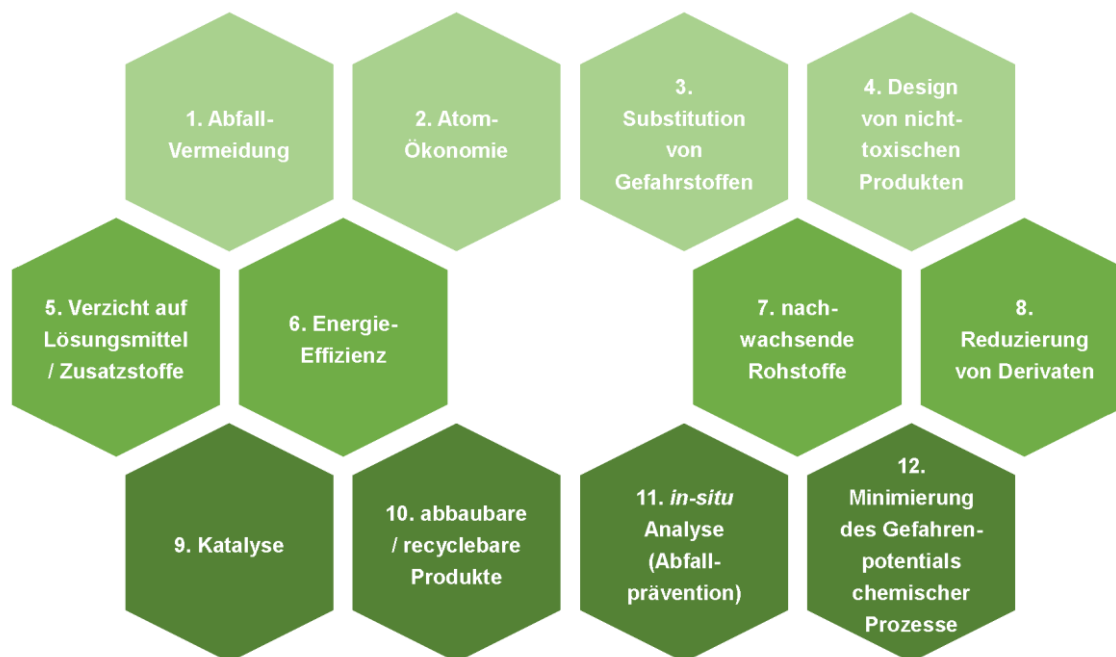 1. Abfall-
Vermeidung
2. Atom-
Ökonomie
3.
Substitution
von
Gefahrstoffen
4. Design
von nicht-
toxischen
Produkten
5. Verzicht auf
Lösungsmittel
/ Zusatzstoffe
6. Energie-
Effizienz
7. nach-
wachsende
Rohstoffe
8.
Reduzierung
von Derivaten
9. Katalyse
10. abbaubare
/ recyclebare
Produkte
11. in-situ
Analyse
(Abfall-
prävention)
12.
Minimierung
des Gefahren-
potentials
chemischer
Prozesse